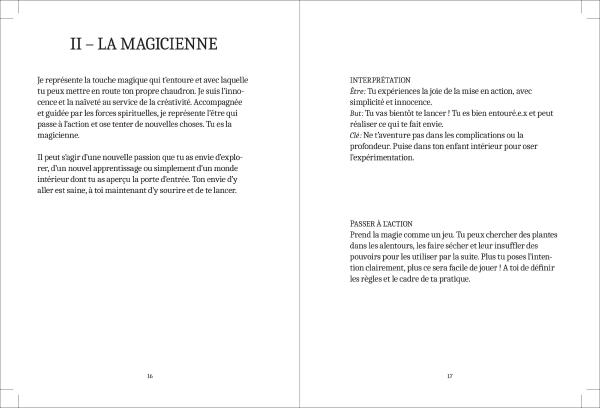 II – LA MAGICIENNE
Je représente la touche magique qui t'entoure et avec laquelle
tu peux mettre en route ton propre chaudron. Je suis l'inno-
cence et la naïveté au service de la créativité. Accompagnée
et guidée par les forces spirituelles, je représente l'être qui
passe à l'action et ose tenter de nouvelles choses. Tu es la
magicienne.
Il peut s'agir d'une nouvelle passion que tu as envie d'explo-
rer, d'un nouvel apprentissage ou simplement d'un monde
intérieur dont tu as aperçu la porte d'entrée. Ton envie d'y
aller est saine, à toi maintenant d'y sourire et de te lancer.
16
INTERPRÉTATION
Être: Tu expériences la joie de la mise en action, avec
simplicité et innocence.
But: Tu vas bientôt te lancer ! Tu es bien entouré.e.x et peut
réaliser ce qui te fait envie.
Clé: Ne t'aventure pas dans les complications ou la
profondeur. Puise dans ton enfant intérieur pour oser
l'expérimentation.
PASSER À L'ACTION
Prend la magie comme un jeu. Tu peux chercher des plantes
dans les alentours, les faire sécher et leur insuffler des
pouvoirs pour les utiliser par la suite. Plus tu poses l'inten-
tion clairement, plus ce sera facile de jouer ! A toi de définir
les règles et le cadre de ta pratique.
17